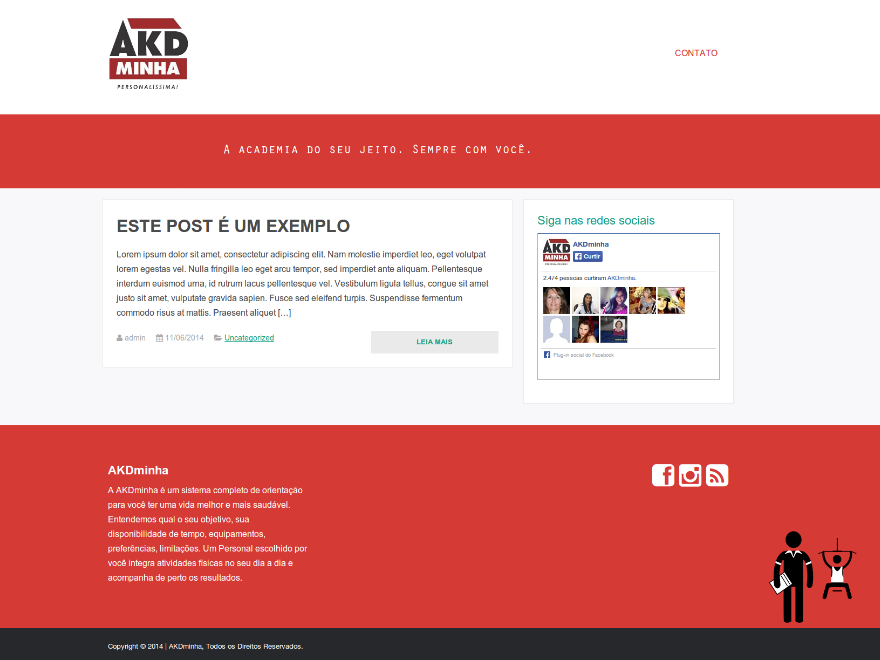 AKD
MINHA
PERSONALÍSSIMA!
CONTATO
A ACADEMIA DO SEU JEITO. SEMPRE COM VOCÊ.
ESTE POST É UM EXEMPLO
Lorem ipsum dolor sit amet, consectetur adipiscing elit. Nam molestie imperdiet leo, eget volutpat
lorem egestas vel. Nulla fringilla leo eget arcu tempor, sed imperdiet ante aliquam. Pellentesque
interdum euismod urna, id rutrum lacus pellentesque vel. Vestibulum ligula tellus, congue sit amet
justo sit amet, vulputate gravida sapien. Fusce sed eleifend turpis. Suspendisse fermentum
commodo risus at mattis. Praesent aliquet [...]
admin 11/06/2014 Uncategorized
LEIA MAIS
Siga nas redes sociais
AKD
MINHA
AKDminha
Curtir
2.474 pessoas curtiram AKDminha.
Plug-in social do Facebook
AKDminha
A AKDminha é um sistema completo de orientação
para você ter uma vida melhor e mais saudável.
Entendemos qual o seu objetivo, sua
disponibilidade de tempo, equipamentos,
preferências, limitações. Um Personal escolhido por
você integra atividades físicas no seu dia a dia e
acompanha de perto os resultados.
Copyright © 2014 | AKDminha, Todos os Direitos Reservados.